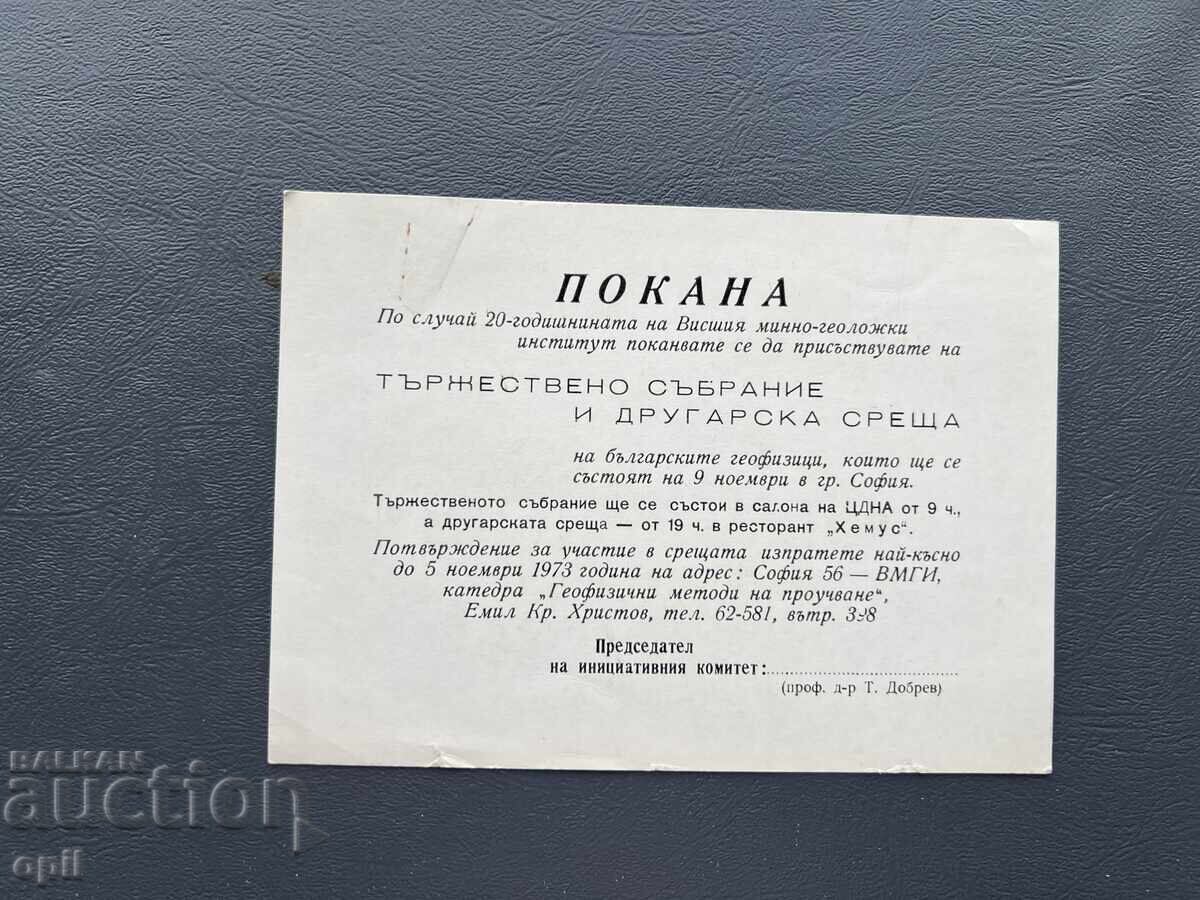 ПОКАНА
По случай 20-годишнината на Висшия минно-геоложки
институт поканвате се да присъствувате на
ТЪРЖЕСТВЕНО СЪБРАНИЕ
И ДРУГАРСКА СРЕЩА
на българските геофизици, които ще се
състоят на 9 ноември в гр. София.
Тържественото събрание ще се състои в салона на ЦДНА от 9 ч.,
а другарската среща — от 19 ч. в ресторант „Хемус“.
Потвърждение за участие в срещата изпратете най-късно
до 5 ноември 1973 година на адрес: София 56 — ВМГИ,
катедра „Геофизични методи на проучване“,
Емил Кр. Христов, тел. 62-581, вътр. 398
Председател
на инициативния комитет:
(проф. д-р Т. Добрев)
BALKAN
auction
opll